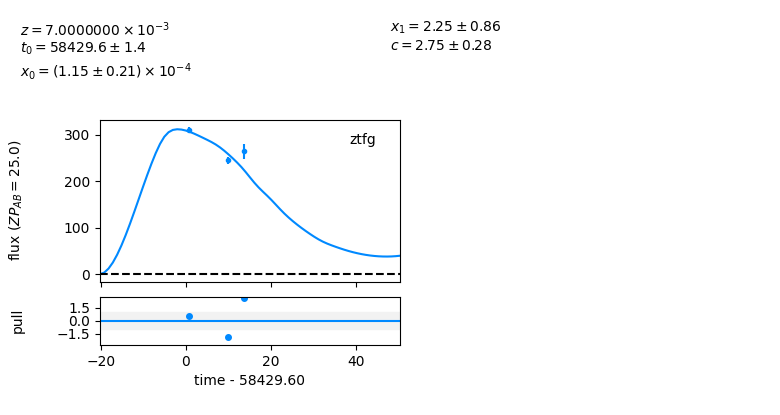 z = 7.0000000 × 10⁻³
t₀ = 58429.6 ± 1.4
x₀ = (1.15 ± 0.21) × 10⁻⁴
x₁ = 2.25 ± 0.86
c = 2.75 ± 0.28
ztfg
flux (ZP_AB = 25.0)
300
200
100
0
pull
1.5
0.0
−1.5
−20 0 20 40
time - 58429.60